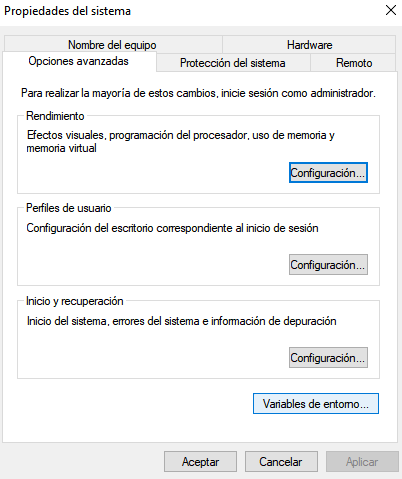 Propiedades del sistema
Nombre del equipo
Hardware
Opciones avanzadas
Protección del sistema
Remoto
Para realizar la mayoría de estos cambios, inicie sesión como administrador.
Rendimiento
Efectos visuales, programación del procesador, uso de memoria y
memoria virtual
Configuración...
Perfiles de usuario
Configuración del escritorio correspondiente al inicio de sesión
Configuración...
Inicio y recuperación
Inicio del sistema, errores del sistema e información de depuración
Configuración...
Variables de entorno...
Aceptar
Cancelar
Aplicar